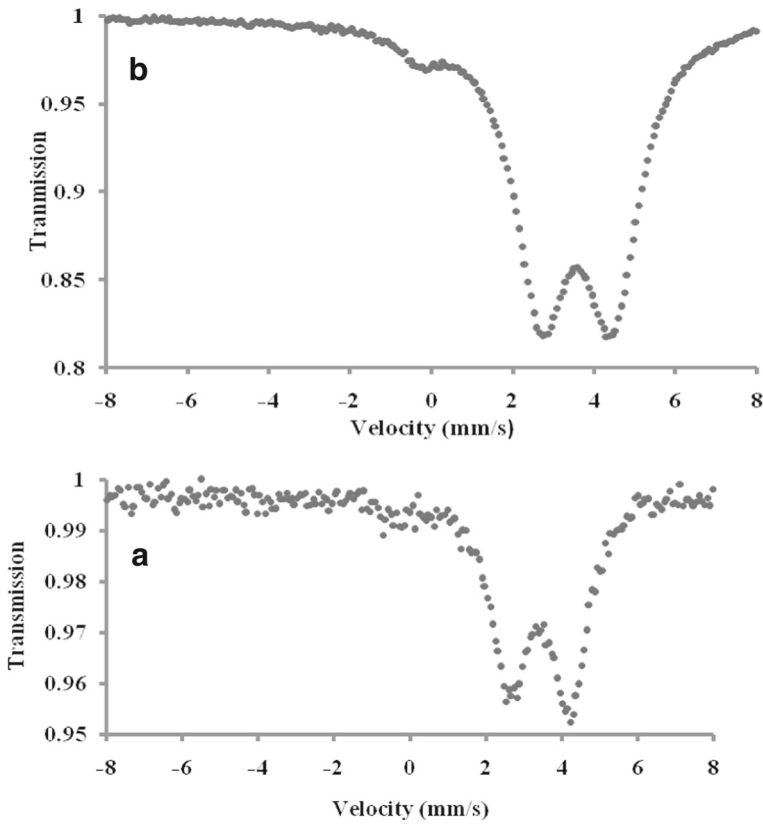 1
b
0.95
Tranmission
0.9
0.85
0.8
-8 -6 -4 -2 0 2 4 6 8
Velocity (mm/s)
1
0.99
a
0.98
Transmission
0.97
0.96
0.95
-8 -6 -4 -2 0 2 4 6 8
Velocity (mm/s)